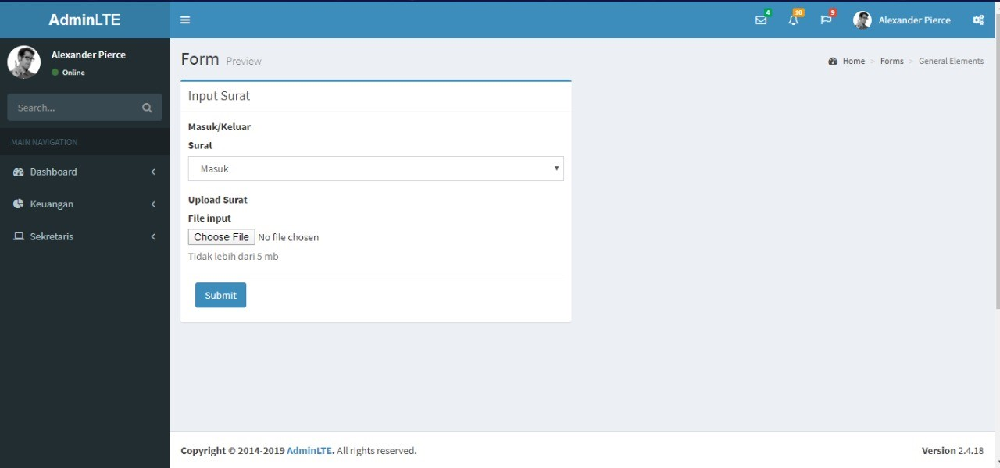 AdminLTE
4
10
9
Alexander Pierce
Alexander Pierce
Online
Search...
MAIN NAVIGATION
Dashboard
Keuangan
Sekretaris
Form Preview
Home > Forms > General Elements
Input Surat
Masuk/Keluar
Surat
Masuk
Upload Surat
File input
Choose File No file chosen
Tidak lebih dari 5 mb
Submit
Copyright © 2014-2019 AdminLTE. All rights reserved.
Version 2.4.18